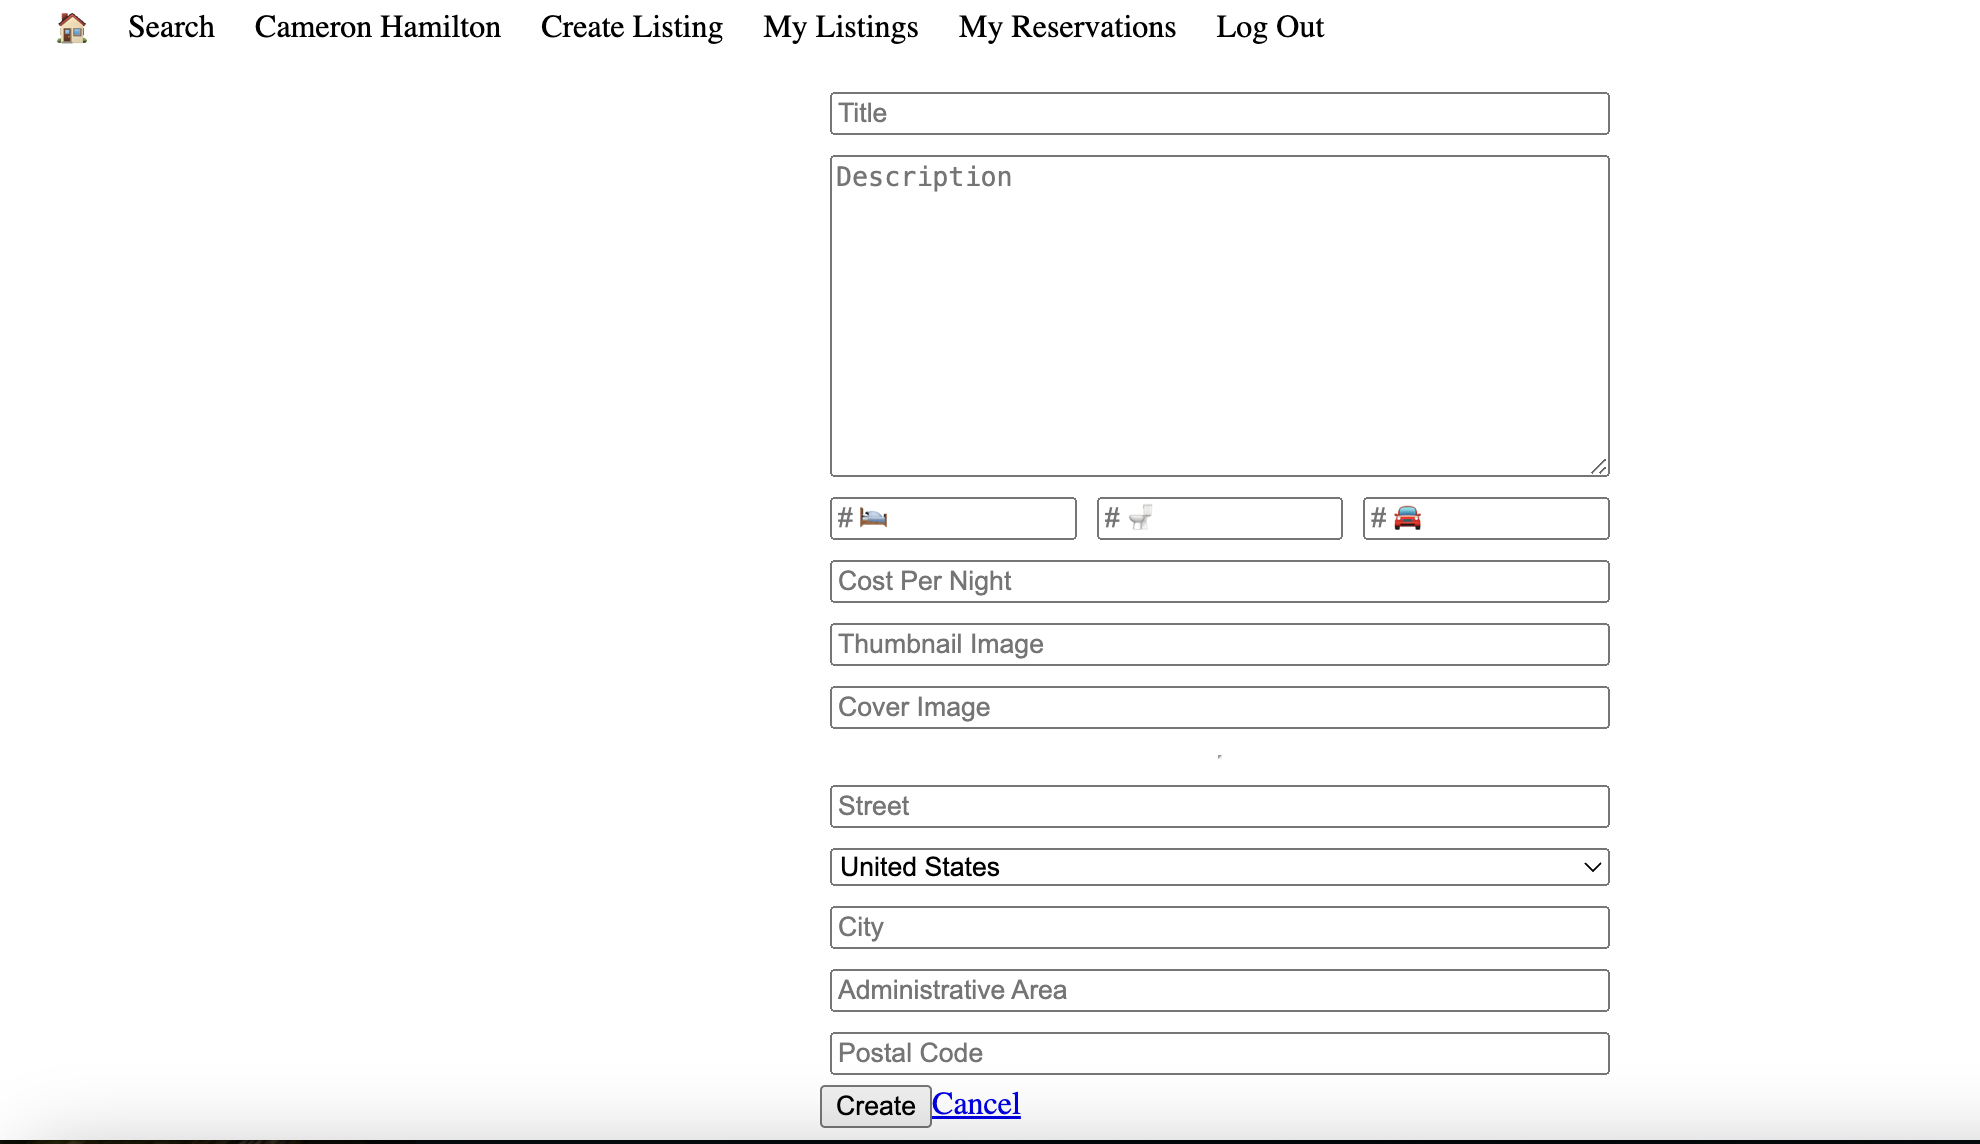 🏠 Search Cameron Hamilton Create Listing My Listings My Reservations Log Out
Title
Description
# 🛏️ # 🚽 # 🚘
Cost Per Night
Thumbnail Image
Cover Image
Street
United States
City
Administrative Area
Postal Code
Create Cancel